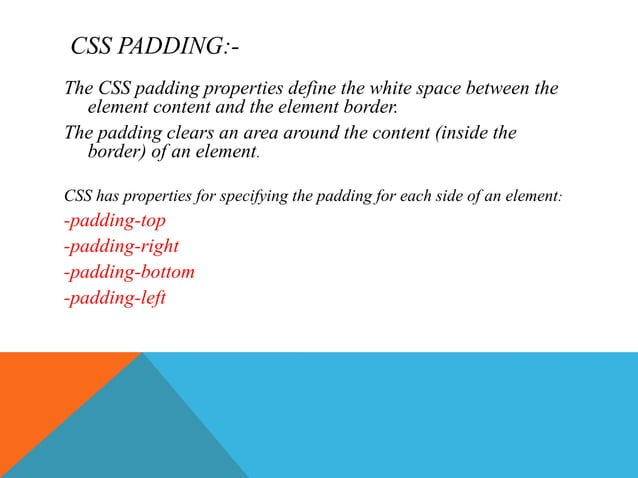 CSS PADDING:-
The CSS padding properties define the white space between the
element content and the element border.
The padding clears an area around the content (inside the
border) of an element.
CSS has properties for specifying the padding for each side of an element:
-padding-top
-padding-right
-padding-bottom
-padding-left